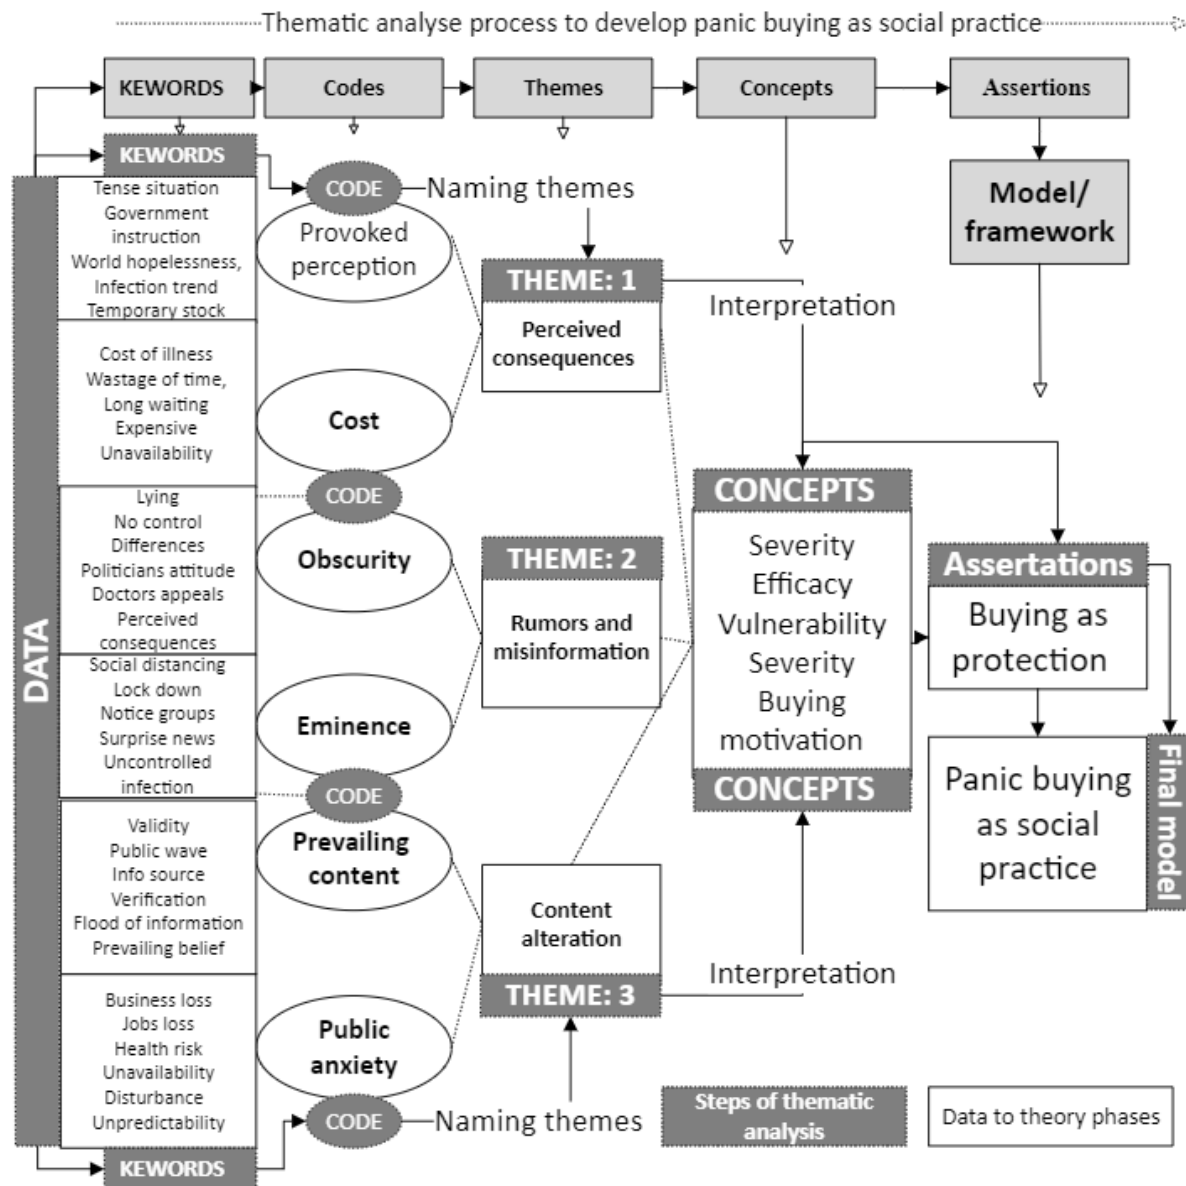 Thematic analyse process to develop panic buying as social practice
KEWORDS
Codes
Themes
Concepts
Assertions
KEWORDS
Tense situation
Government
instruction
World hopelessness,
Infection trend
Temporary stock
Cost of illness
Wastage of time,
Long waiting
Expensive
Unavailability
Lying
No control
Differences
Politicians attitude
Doctors appeals
Perceived
consequences
Social distancing
Lock down
Notice groups
Surprise news
Uncontrolled
infection
Validity
Public wave
Info source
Verification
Flood of information
Prevailing belief
Business loss
Jobs loss
Health risk
Unavailability
Disturbance
Unpredictability
KEWORDS
DATA
CODE
Provoked
perception
Cost
CODE
Obscurity
Eminence
CODE
Prevailing
content
Public
anxiety
CODE
Naming themes
THEME: 1
Perceived
consequences
THEME: 2
Rumors and
misinformation
Content
alteration
THEME: 3
Naming themes
Interpretation
CONCEPTS
Severity
Efficacy
Vulnerability
Severity
Buying
motivation
CONCEPTS
Interpretation
Model/
framework
Assertations
Buying as
protection
Panic buying
as social
practice
Final model
Steps of thematic
analysis
Data to theory phases